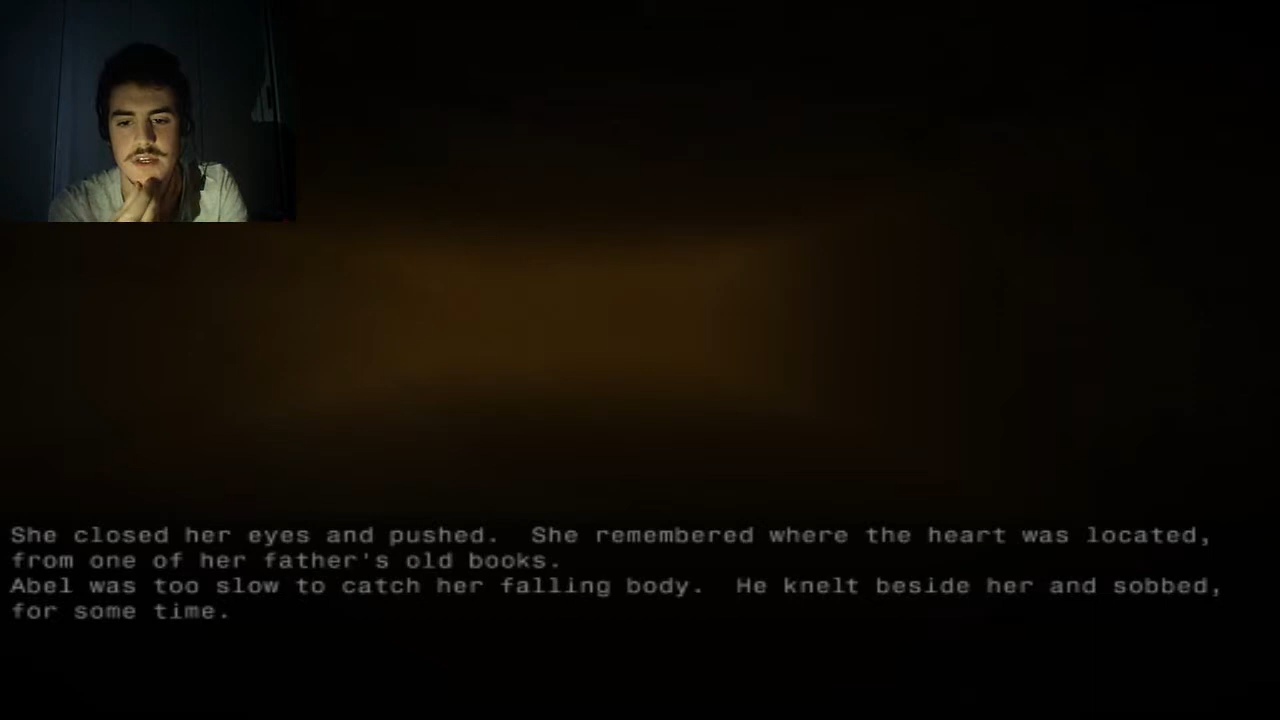 She closed her eyes and pushed.  She remembered where the heart was located,
from one of her father's old books.
Abel was too slow to catch her falling body.  He knelt beside her and sobbed,
for some time.